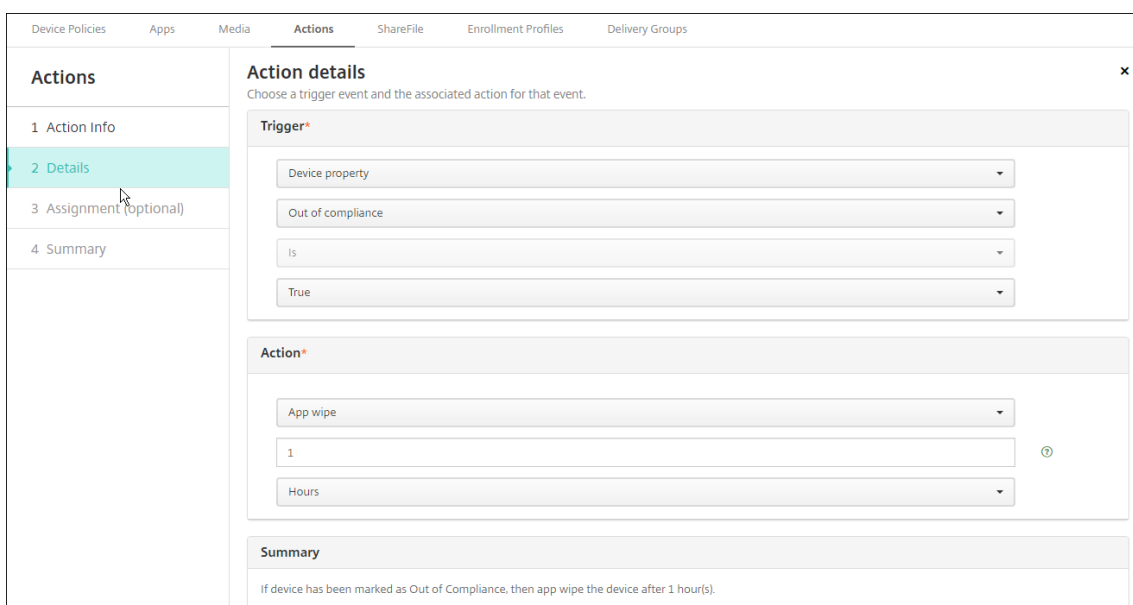 Device Policies Apps Media Actions ShareFile Enrollment Profiles Delivery Groups
Actions
1 Action Info
2 Details
3 Assignment (optional)
4 Summary
Action details
×
Choose a trigger event and the associated action for that event.
Trigger*
Device property
Out of compliance
Is
True
Action*
App wipe
1
?
Hours
Summary
If device has been marked as Out of Compliance, then app wipe the device after 1 hour(s).